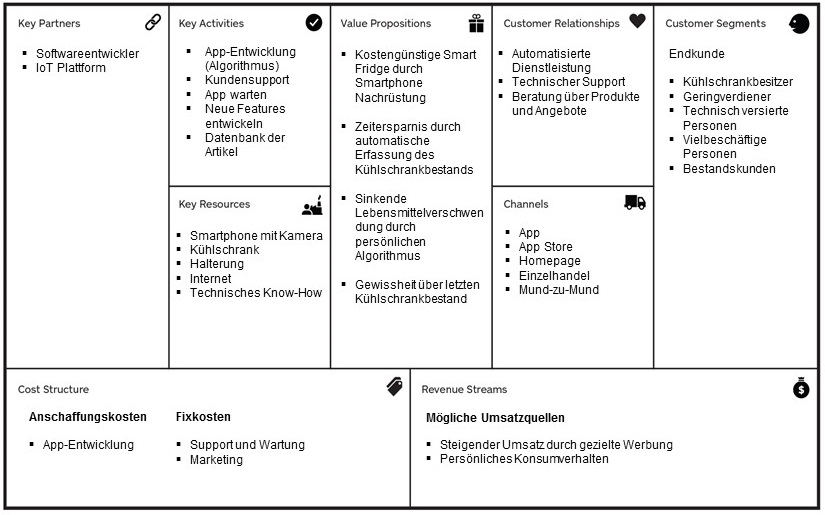 Key Partners
Softwareentwickler
IoT Plattform
Key Activities
App-Entwicklung
(Algorithmus)
Kundensupport
App warten
Neue Features
entwickeln
Datenbank der
Artikel
Key Resources
Smartphone mit Kamera
Kühlschrank
Halterung
Internet
Technisches Know-How
Value Propositions
Kostengünstige Smart
Fridge durch
Smartphone
Nachrüstung
Zeitersparnis durch
automatische
Erfassung des
Kühlschrankbestands
Sinkende
Lebensmittelverschwen
dung durch
persönlichen
Algorithmus
Gewissheit über letzten
Kühlschrankbestand
Customer Relationships
Automatisierte
Dienstleistung
Technischer Support
Beratung über Produkte
und Angebote
Channels
App
App Store
Homepage
Einzelhandel
Mund-zu-Mund
Customer Segments
Endkunde
Kühlschrankbesitzer
Geringverdiener
Technisch versierte
Personen
Vielbeschäftige
Personen
Bestandskunden
Cost Structure
Anschaffungskosten
App-Entwicklung
Fixkosten
Support und Wartung
Marketing
Revenue Streams
$
Mögliche Umsatzquellen
Steigender Umsatz durch gezielte Werbung
Persönliches Konsumverhalten